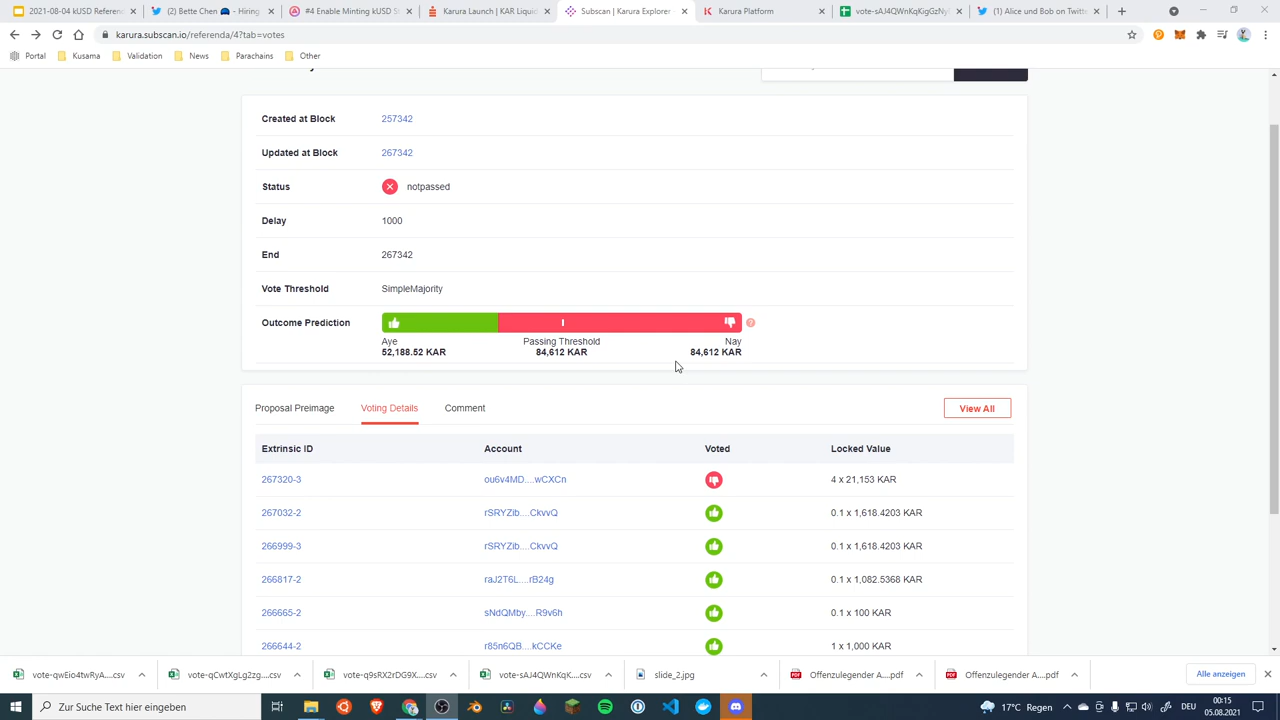 2021-08-04 kUSD Referendu
(2) Bette Chen
- Hiring
#4 Enable Minting kUSD S
Karura Launch | KAR Liquid
Subscan | Karura Explorer
Karura Platform
vote-sAJ4QWnKqKigGzNy
(2) Alice und Bob on Twitte
karura.subscan.io/referenda/4?tab=votes
Portal
Kusama
Validation
News
Parachains
Other
Created at Block
257342
Updated at Block
267342
Status
notpassed
Delay
1000
End
267342
Vote Threshold
SimpleMajority
Outcome Prediction
Aye
Passing Threshold
Nay
52,188.52 KAR
84,612 KAR
84,612 KAR
Proposal Preimage
Voting Details
Comment
View All
Extrinsic ID
Account
Voted
Locked Value
267320-3
ou6v4MD....wCXCn
4 x 21,153 KAR
267032-2
rSRYZib....CkvvQ
0.1 x 1,618.4203 KAR
266999-3
rSRYZib....CkvvQ
0.1 x 1,618.4203 KAR
266817-2
raJ2T6L....rB24g
0.1 x 1,082.5368 KAR
266665-2
sNdQMby....R9v6h
0.1 x 100 KAR
266644-2
r85n6QB....kCCKe
1 x 1,000 KAR
vote-qwEio4twRyA....csv
vote-qCwtXgLg2zg....csv
vote-q9sRX2rDG9X....csv
vote-sAJ4QWnKqK....csv
slide_2.jpg
Offenzulegender A....pdf
Offenzulegender A....pdf
Alle anzeigen
Zur Suche Text hier eingeben
17°C Regen
DEU
00:15
05.08.2021